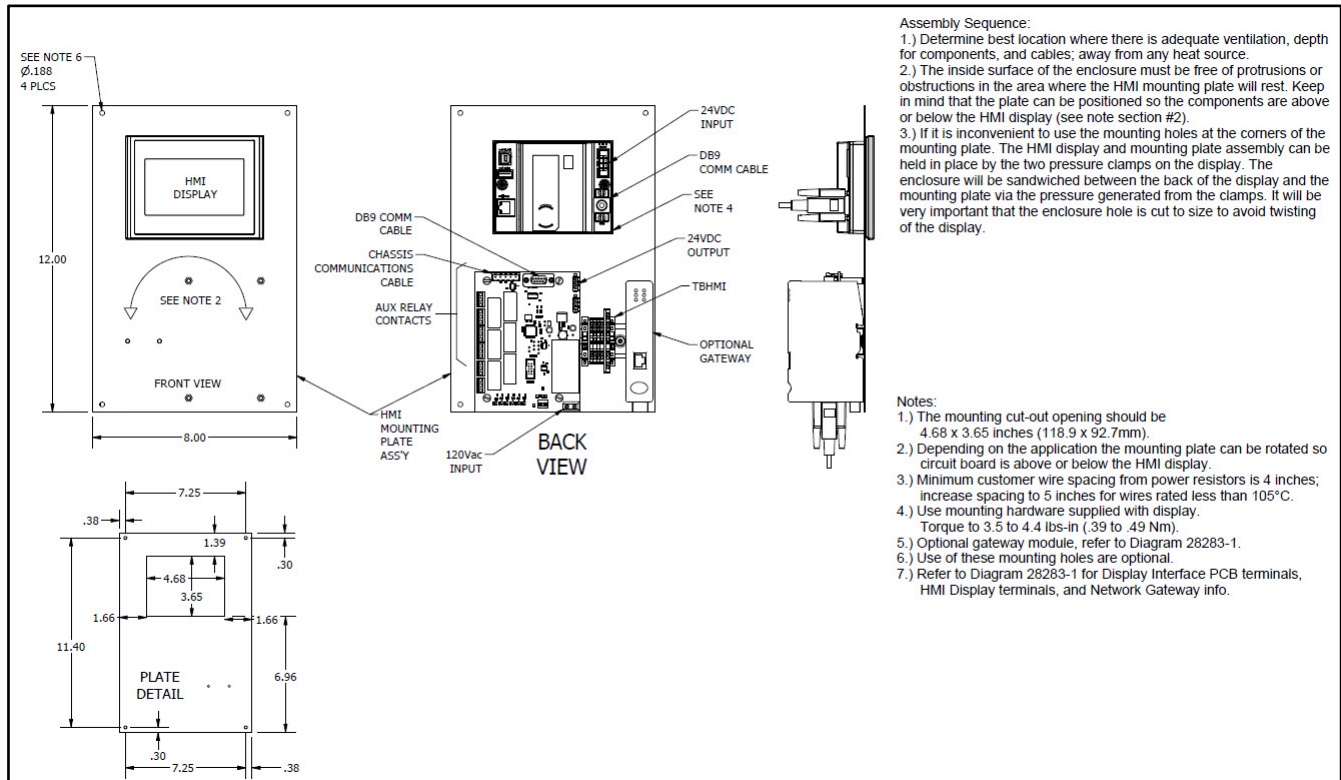 SEE NOTE 6
Ø.188
4 PLCS
HMI
DISPLAY
12.00
SEE NOTE 2
FRONT VIEW
8.00
HMI
MOUNTING
PLATE
ASS'Y
24VDC
INPUT
DB9
COMM CABLE
SEE
NOTE 4
DB9 COMM
CABLE
24VDC
OUTPUT
CHASSIS
COMMUNICATIONS
CABLE
TBHMI
AUX RELAY
CONTACTS
OPTIONAL
GATEWAY
120Vac
INPUT
BACK
VIEW
7.25
.38
1.39
.30
4.68
3.65
1.66
1.66
11.40
6.96
PLATE
DETAIL
.30
7.25
.38
Assembly Sequence:
1.) Determine best location where there is adequate ventilation, depth
for components, and cables; away from any heat source.
2.) The inside surface of the enclosure must be free of protrusions or
obstructions in the area where the HMI mounting plate will rest. Keep
in mind that the plate can be positioned so the components are above
or below the HMI display (see note section #2).
3.) If it is inconvenient to use the mounting holes at the corners of the
mounting plate. The HMI display and mounting plate assembly can be
held in place by the two pressure clamps on the display. The
enclosure will be sandwiched between the back of the display and the
mounting plate via the pressure generated from the clamps. It will be
very important that the enclosure hole is cut to size to avoid twisting
of the display.
Notes:
1.) The mounting cut-out opening should be
4.68 x 3.65 inches (118.9 x 92.7mm).
2.) Depending on the application the mounting plate can be rotated so
circuit board is above or below the HMI display.
3.) Minimum customer wire spacing from power resistors is 4 inches;
increase spacing to 5 inches for wires rated less than 105°C.
4.) Use mounting hardware supplied with display.
Torque to 3.5 to 4.4 lbs-in (.39 to .49 Nm).
5.) Optional gateway module, refer to Diagram 28283-1.
6.) Use of these mounting holes are optional.
7.) Refer to Diagram 28283-1 for Display Interface PCB terminals,
HMI Display terminals, and Network Gateway info.